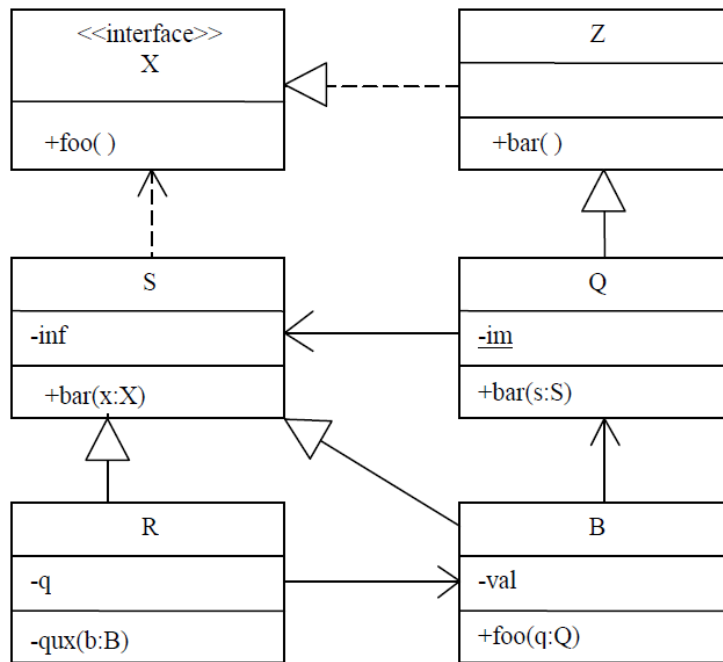 <<interface>>
X
+foo( )
Z
+bar( )
S
-inf
+bar(x:X)
Q
-im
+bar(s:S)
R
-q
-qux(b:B)
B
-val
+foo(q:Q)